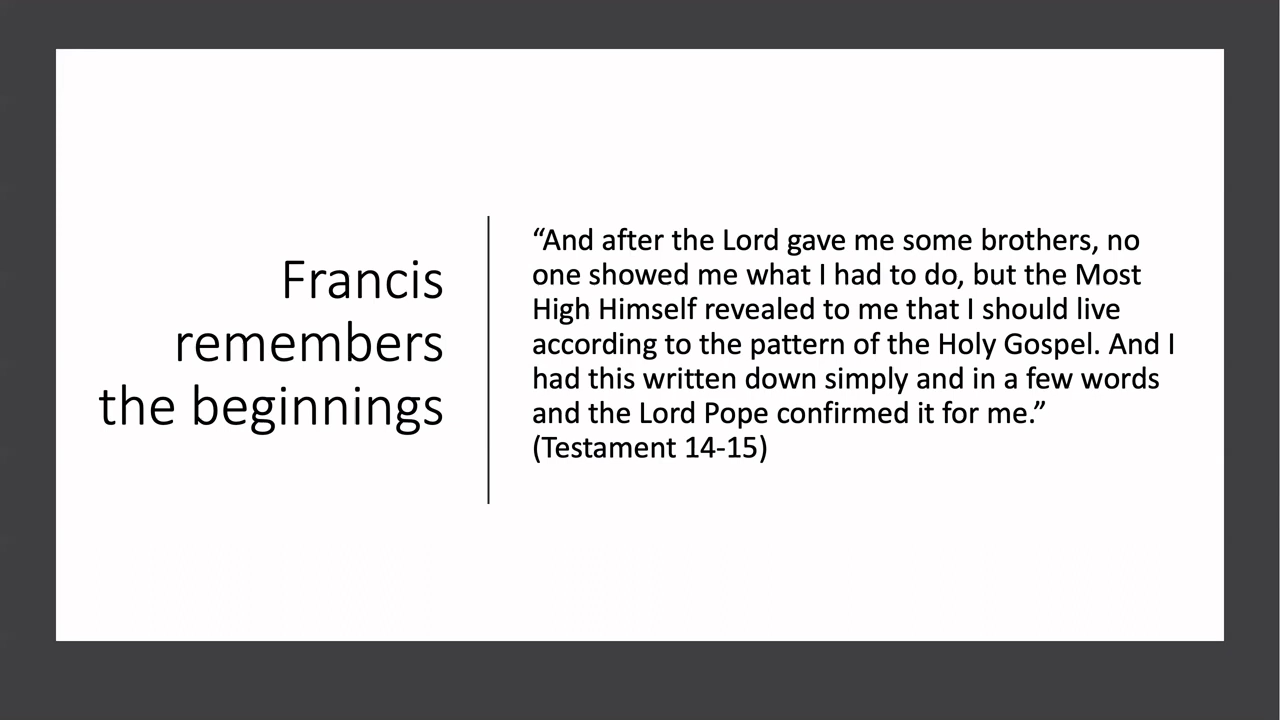 Francis
remembers
the beginnings
“And after the Lord gave me some brothers, no
one showed me what I had to do, but the Most
High Himself revealed to me that I should live
according to the pattern of the Holy Gospel. And I
had this written down simply and in a few words
and the Lord Pope confirmed it for me.”
(Testament 14-15)